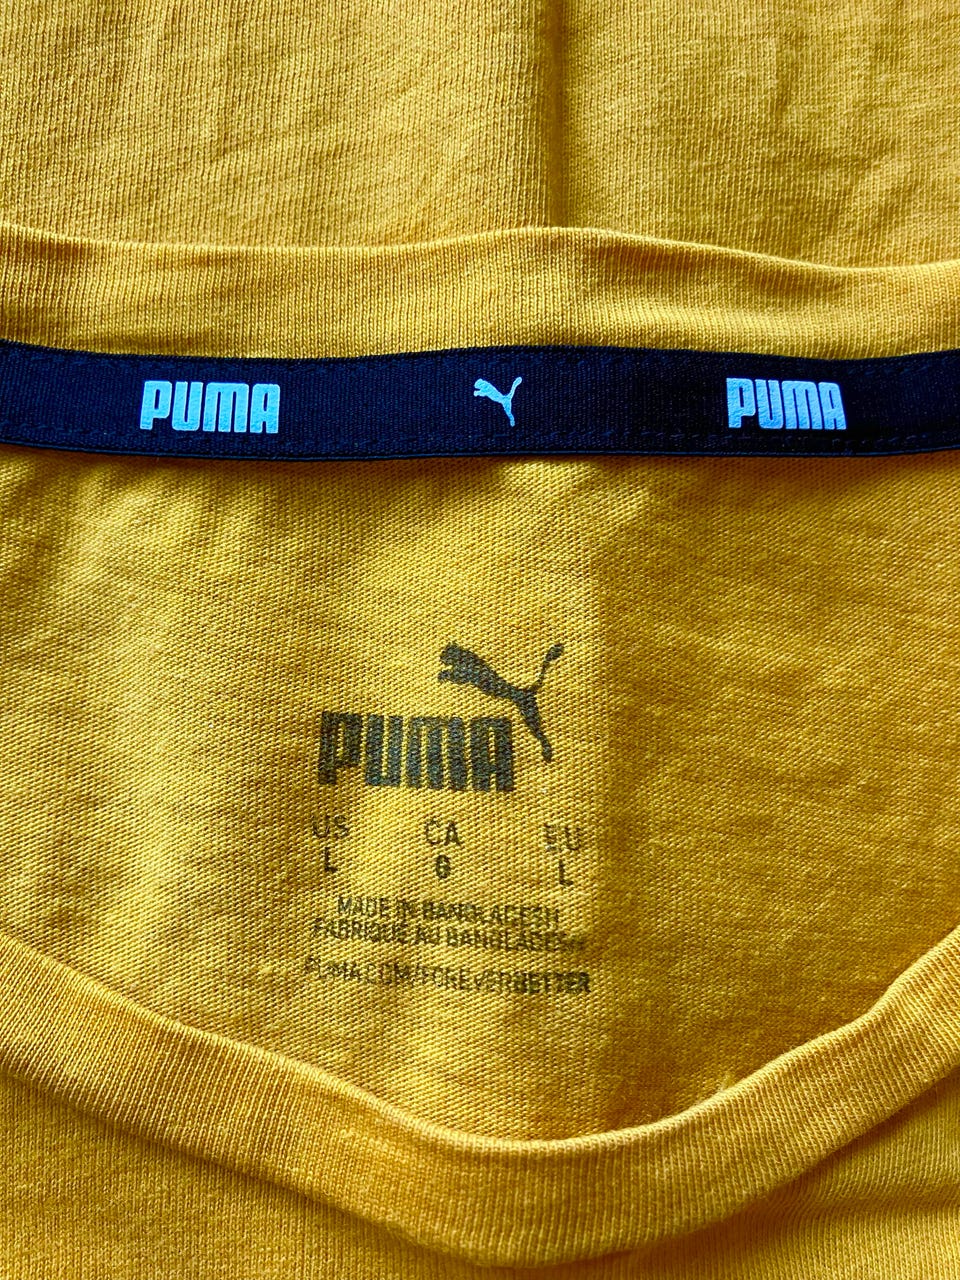 PUMA PUMA
PUMA
US CA EU
L G L
MADE IN BANGLADESH
FABRIQUE AU BANGLADESH
PUMA.COM/FOREVERBETTER